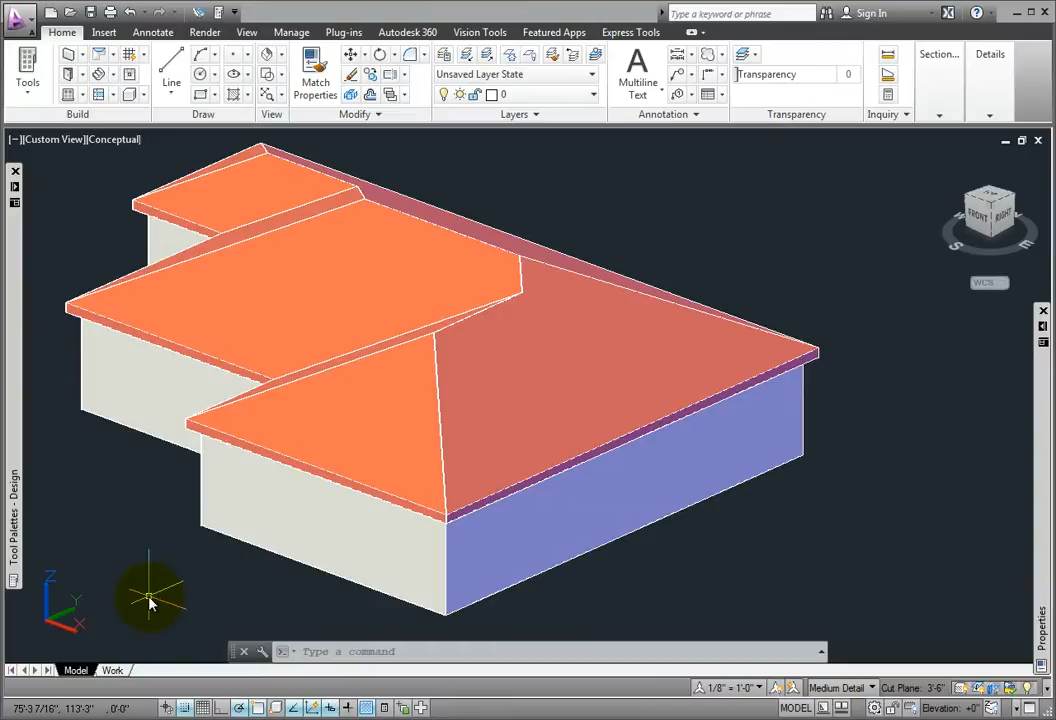 Type a keyword or phrase
Sign In
Home Insert Annotate Render View Manage Plug-ins Autodesk 360 Vision Tools Featured Apps Express Tools
Tools
Line
Match
Properties
Unsaved Layer State
0
A
Multiline
Text
Transparency 0
Section...
Details
Build Draw View Modify Layers Annotation Transparency Inquiry
[−][Custom View][Conceptual]
TOP
FRONT
RIGHT
W
S
E
WCS
Tool Palettes - Design
Properties
Z
Y
X
Type a command
Model Work
1/8" = 1'-0" Medium Detail Cut Plane: 3'-6"
75'-3 7/16", 113'-3" ,0'-0" MODEL Elevation: +0"